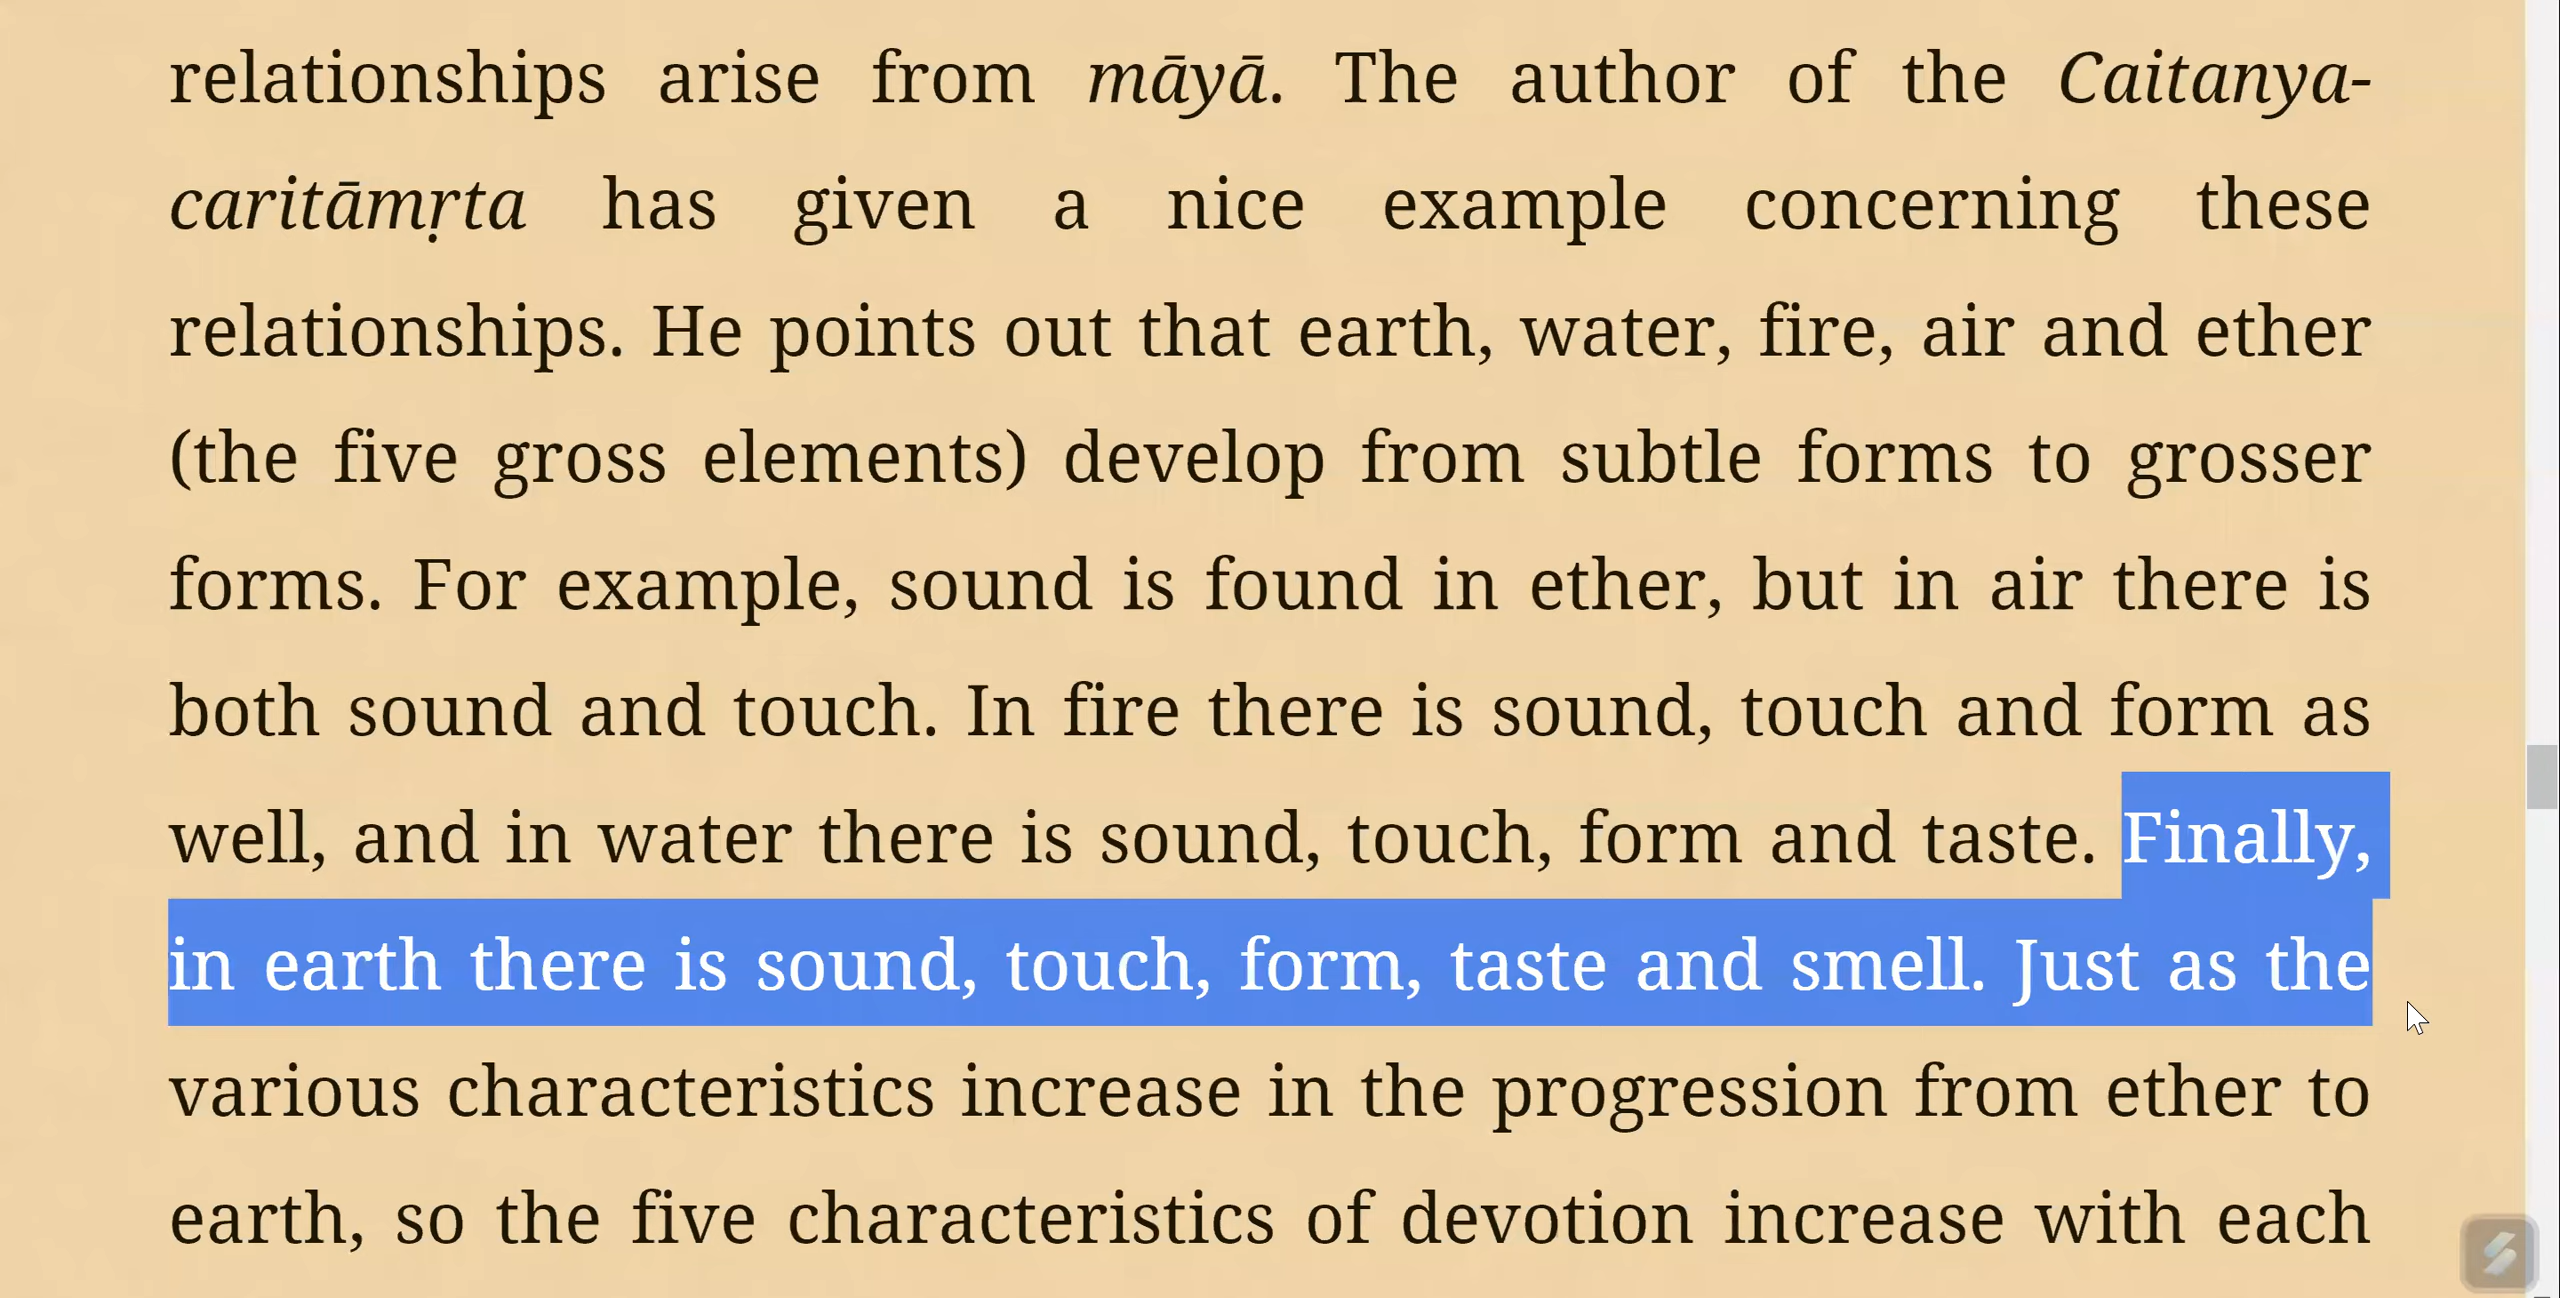 relationships arise from māyā. The author of the Caitanya-
caritāmṛta has given a nice example concerning these
relationships. He points out that earth, water, fire, air and ether
(the five gross elements) develop from subtle forms to grosser
forms. For example, sound is found in ether, but in air there is
both sound and touch. In fire there is sound, touch and form as
well, and in water there is sound, touch, form and taste. Finally,
in earth there is sound, touch, form, taste and smell. Just as the
various characteristics increase in the progression from ether to
earth, so the five characteristics of devotion increase with each